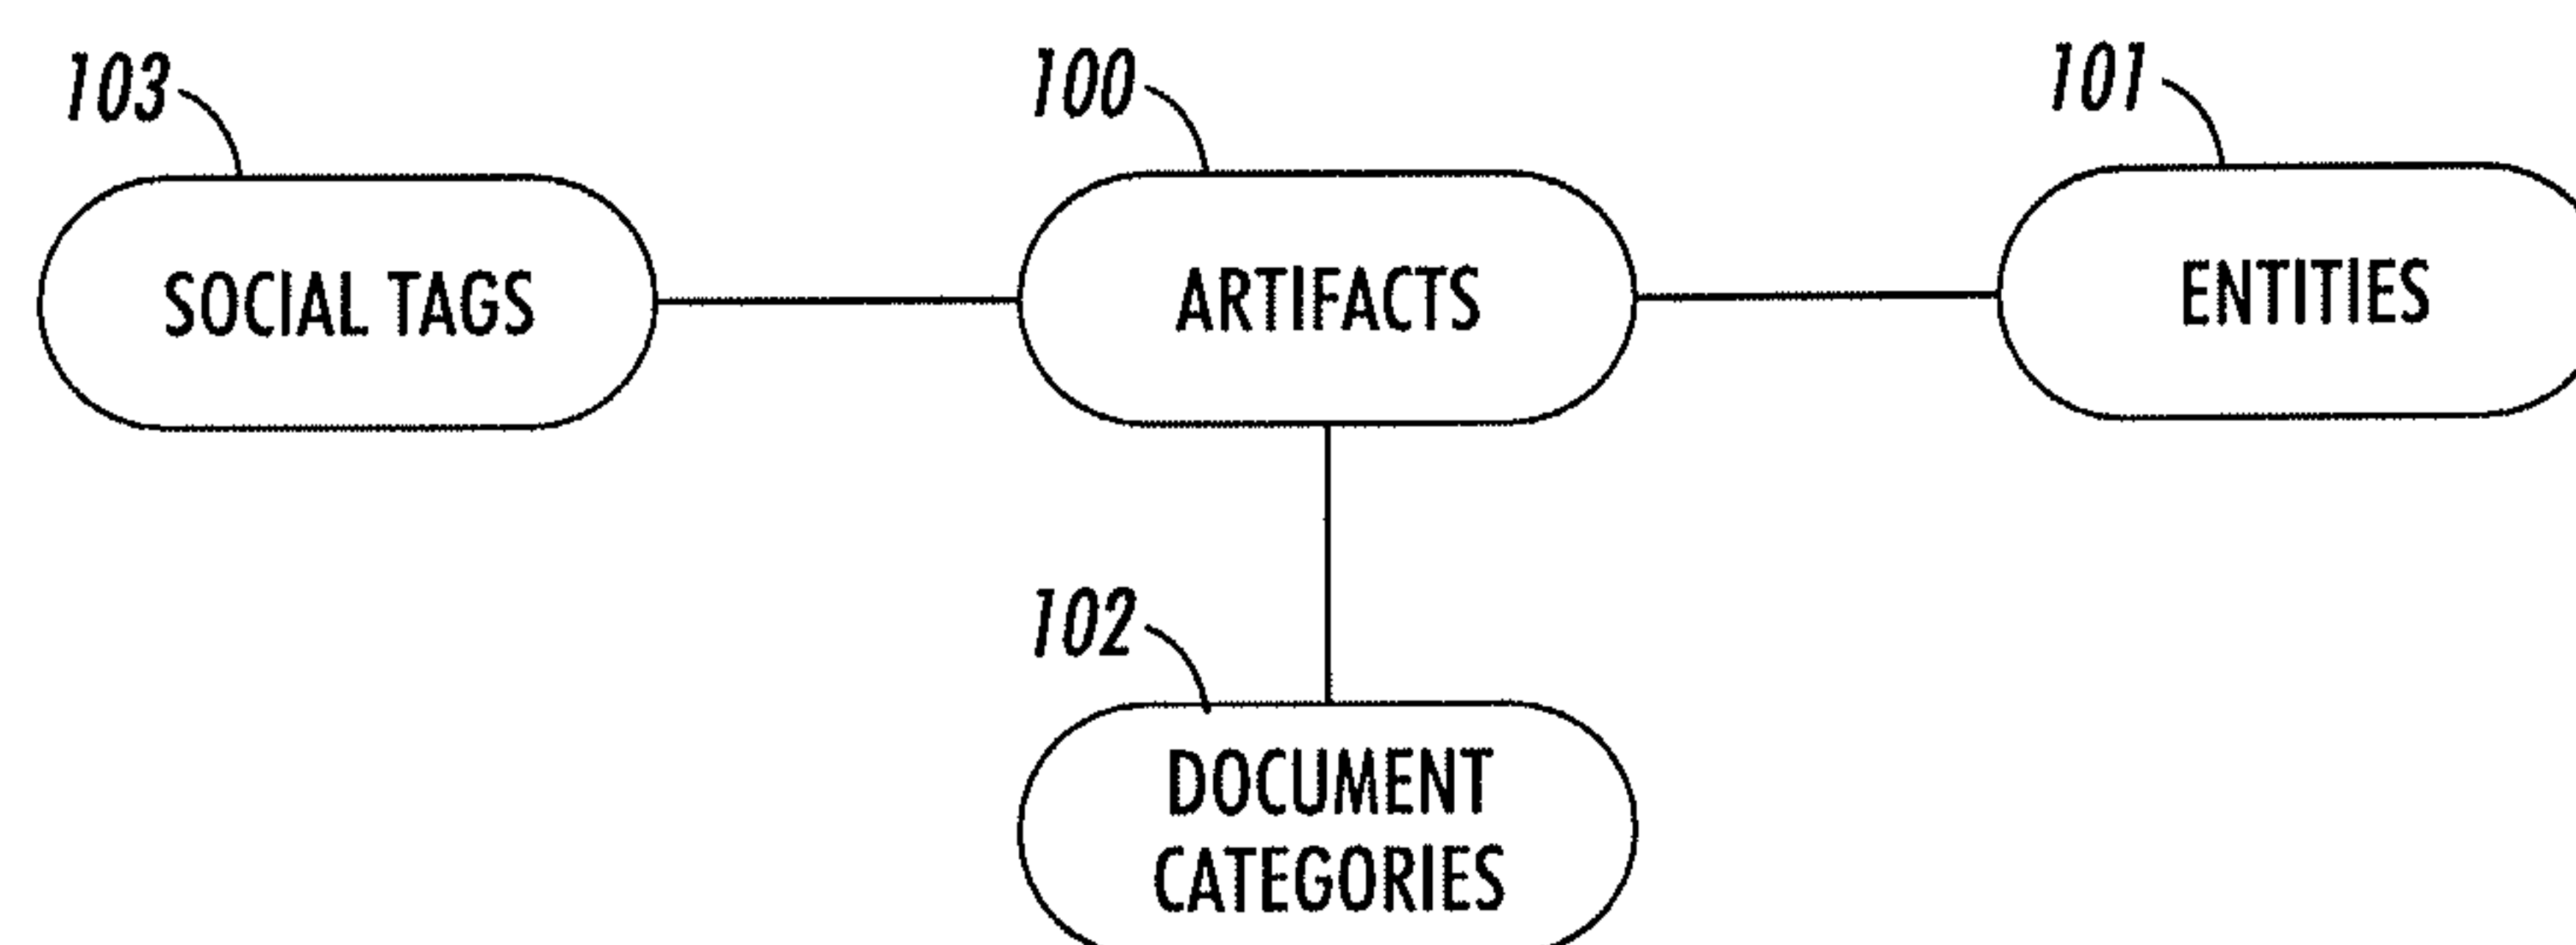 103
100
101
SOCIAL TAGS
ARTIFACTS
ENTITIES
102
DOCUMENT
CATEGORIES